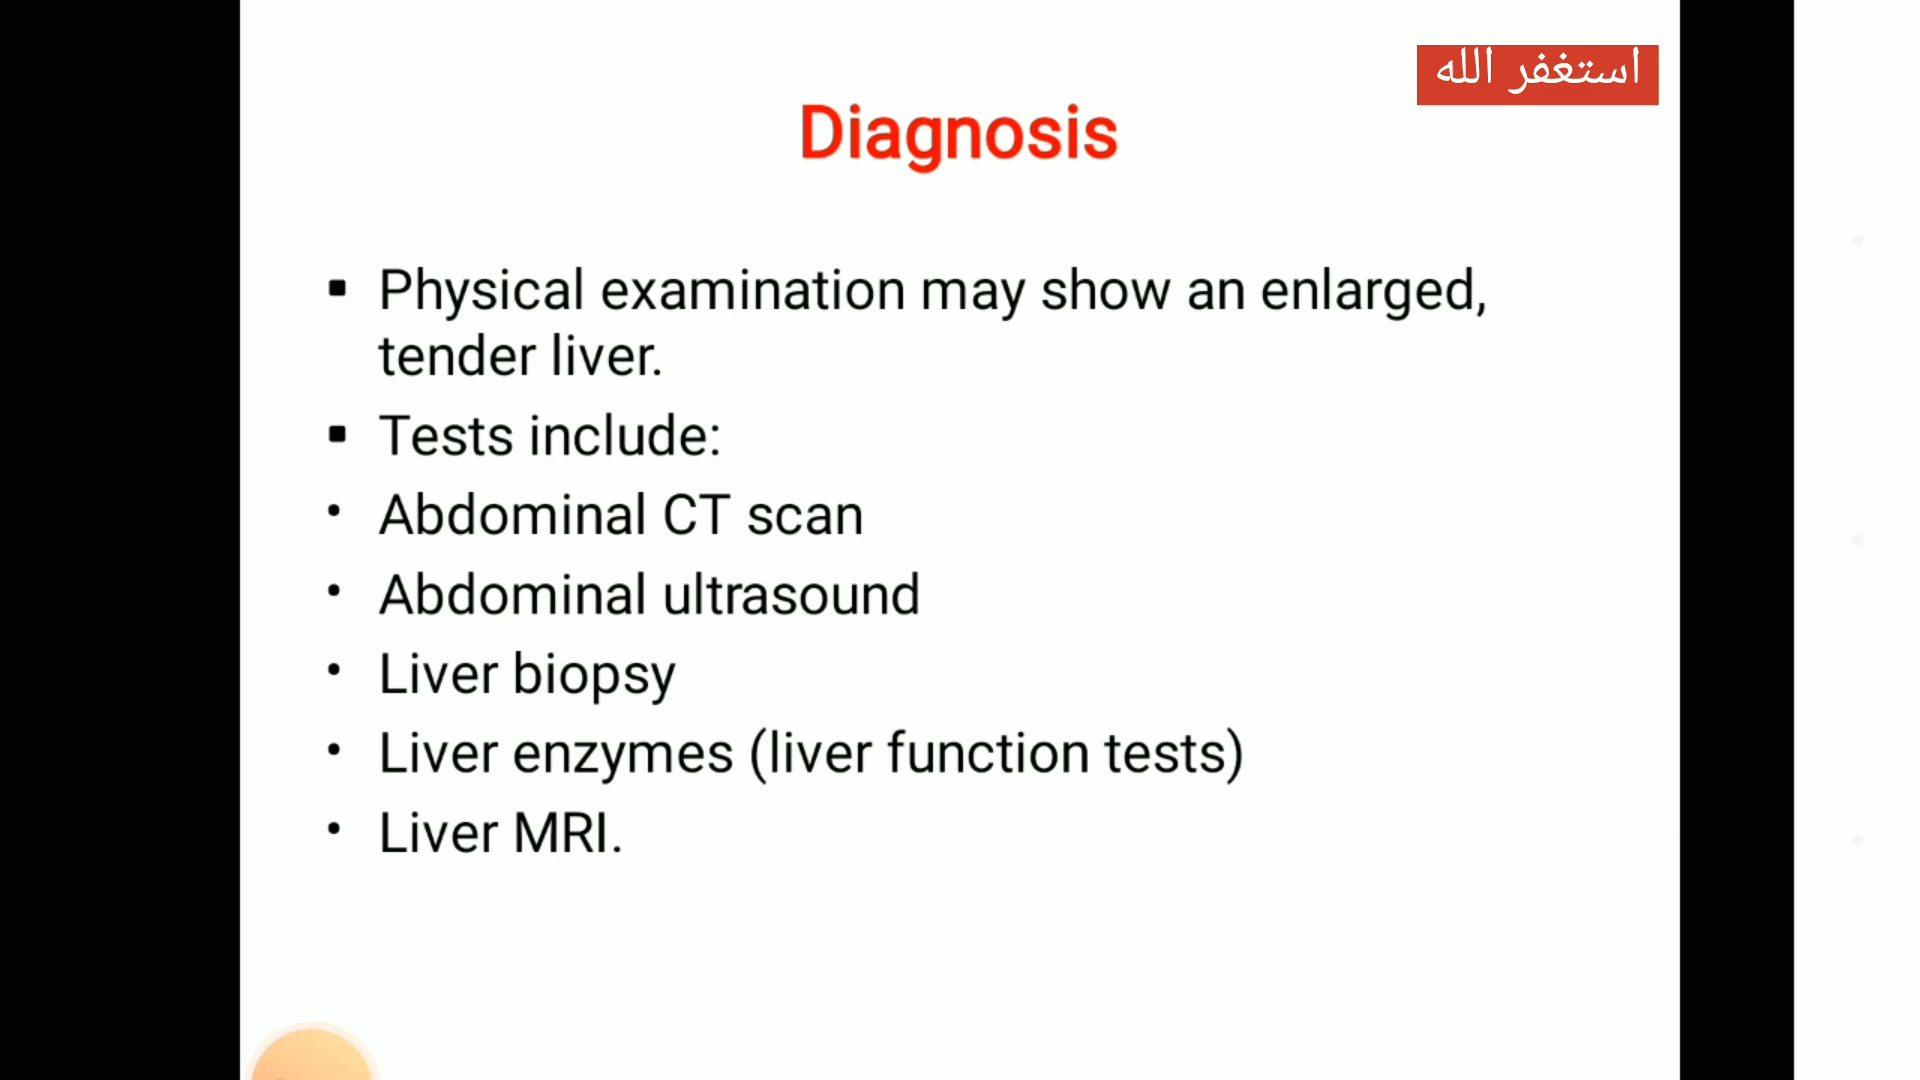 استغفر الله
Diagnosis
▪ Physical examination may show an enlarged,
tender liver.
▪ Tests include:
• Abdominal CT scan
• Abdominal ultrasound
• Liver biopsy
• Liver enzymes (liver function tests)
• Liver MRI.